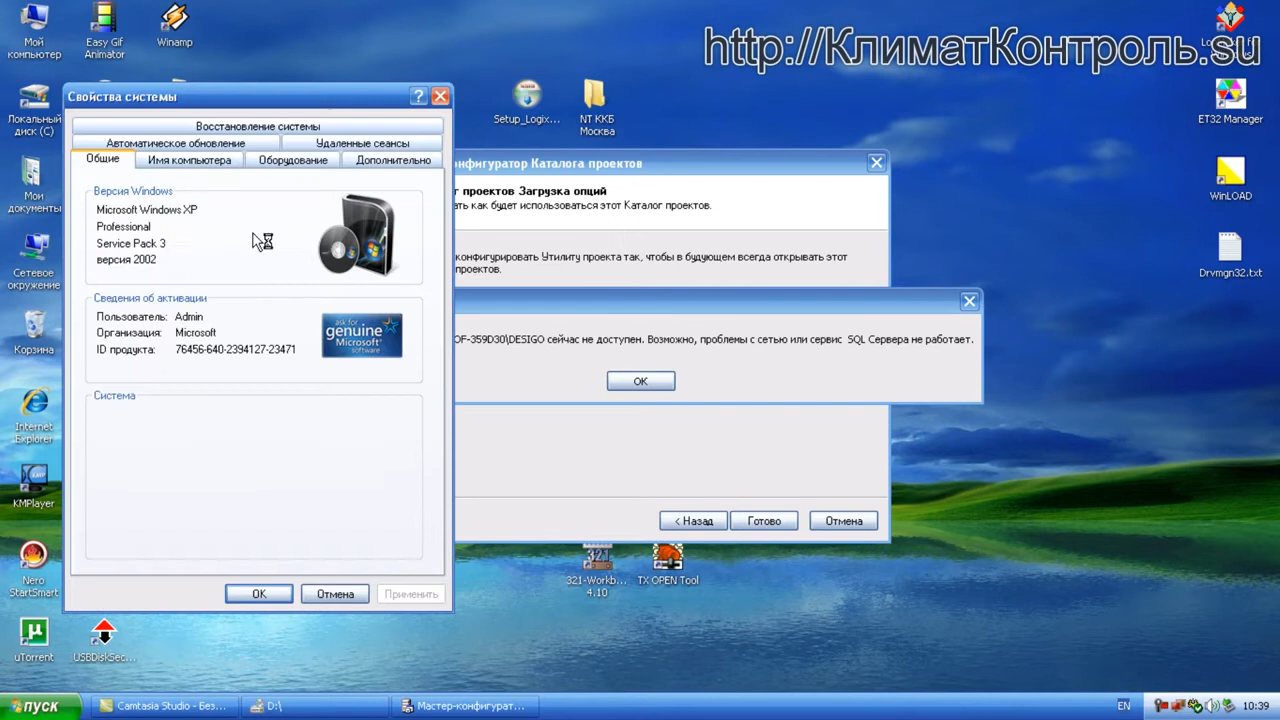 http://КлиматКонтроль.su
Мой
компьютер
Easy Gif
Animator
Winamp
Локальный
диск (C)
Мои
документы
Сетевое
окружение
Корзина
Internet
Explorer
KMPlayer
Nero
StartSmart
uTorrent
USBDiskSec...
Setup_Logix...
NT ККБ
Москва
ET32 Manager
WinLOAD
Drvmgn32.txt
Свойства системы
Восстановление системы
Автоматическое обновление
Удаленные сеансы
Общие
Имя компьютера
Оборудование
Дополнительно
Версия Windows
Microsoft Windows XP
Professional
Service Pack 3
версия 2002
Сведения об активации
Пользователь: Admin
Организация: Microsoft
ID продукта: 76456-640-2394127-23471
ask for
genuine
Microsoft
software
Система
OK
Отмена
Применить
онфигуратор Каталога проектов
г проектов Загрузка опций
ать как будет использоваться этот Каталог проектов.
конфигурировать Утилиту проекта так, чтобы в будующем всегда открывать этот
проектов.
OF-359D30\DESIGO сейчас не доступен. Возможно, проблемы с сетью или сервис SQL Сервера не работает.
OK
< Назад
Готово
Отмена
321-Workb...
4.10
TX OPEN Tool
пуск
Camtasia Studio - Без...
D:\
Мастер-конфигурат...
EN
10:39